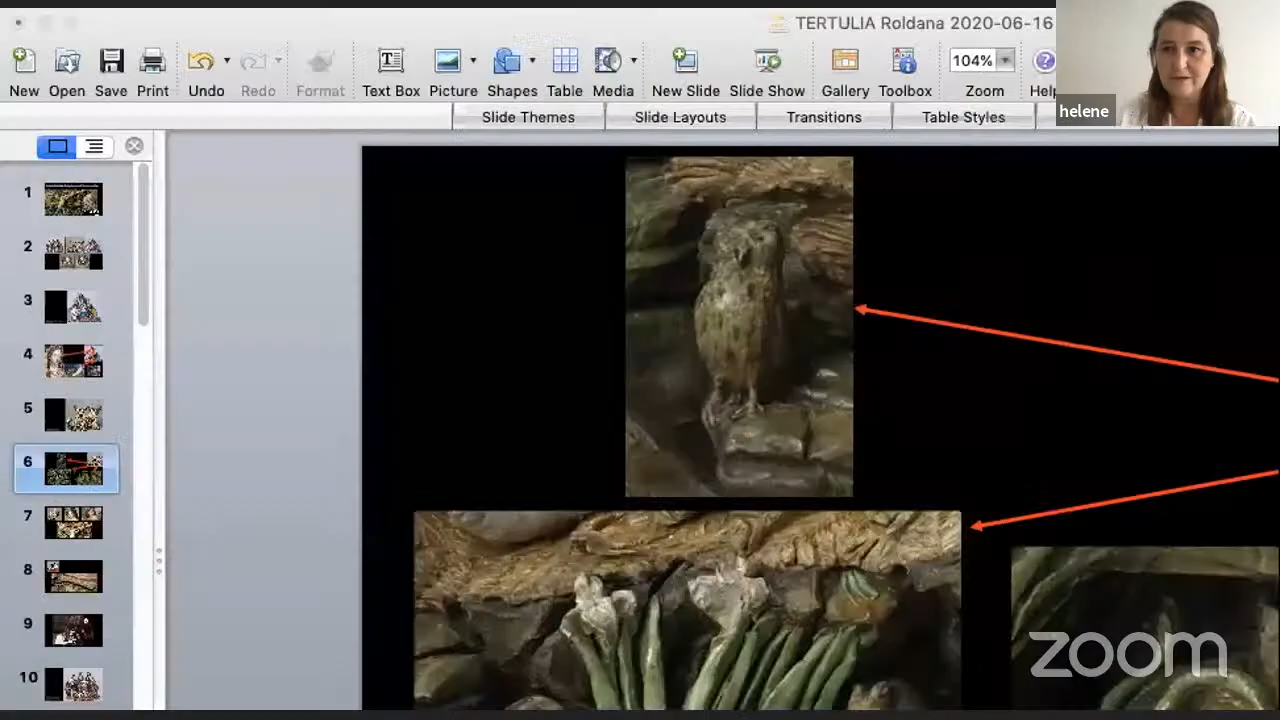 TERTULIA Roldana 2020-06-16
New Open Save Print Undo Redo Format Text Box Picture Shapes Table Media New Slide Slide Show Gallery Toolbox 104% Zoom Help
helene
Slide Themes Slide Layouts Transitions Table Styles
1
2
3
4
5
6
7
8
9
10
zoom